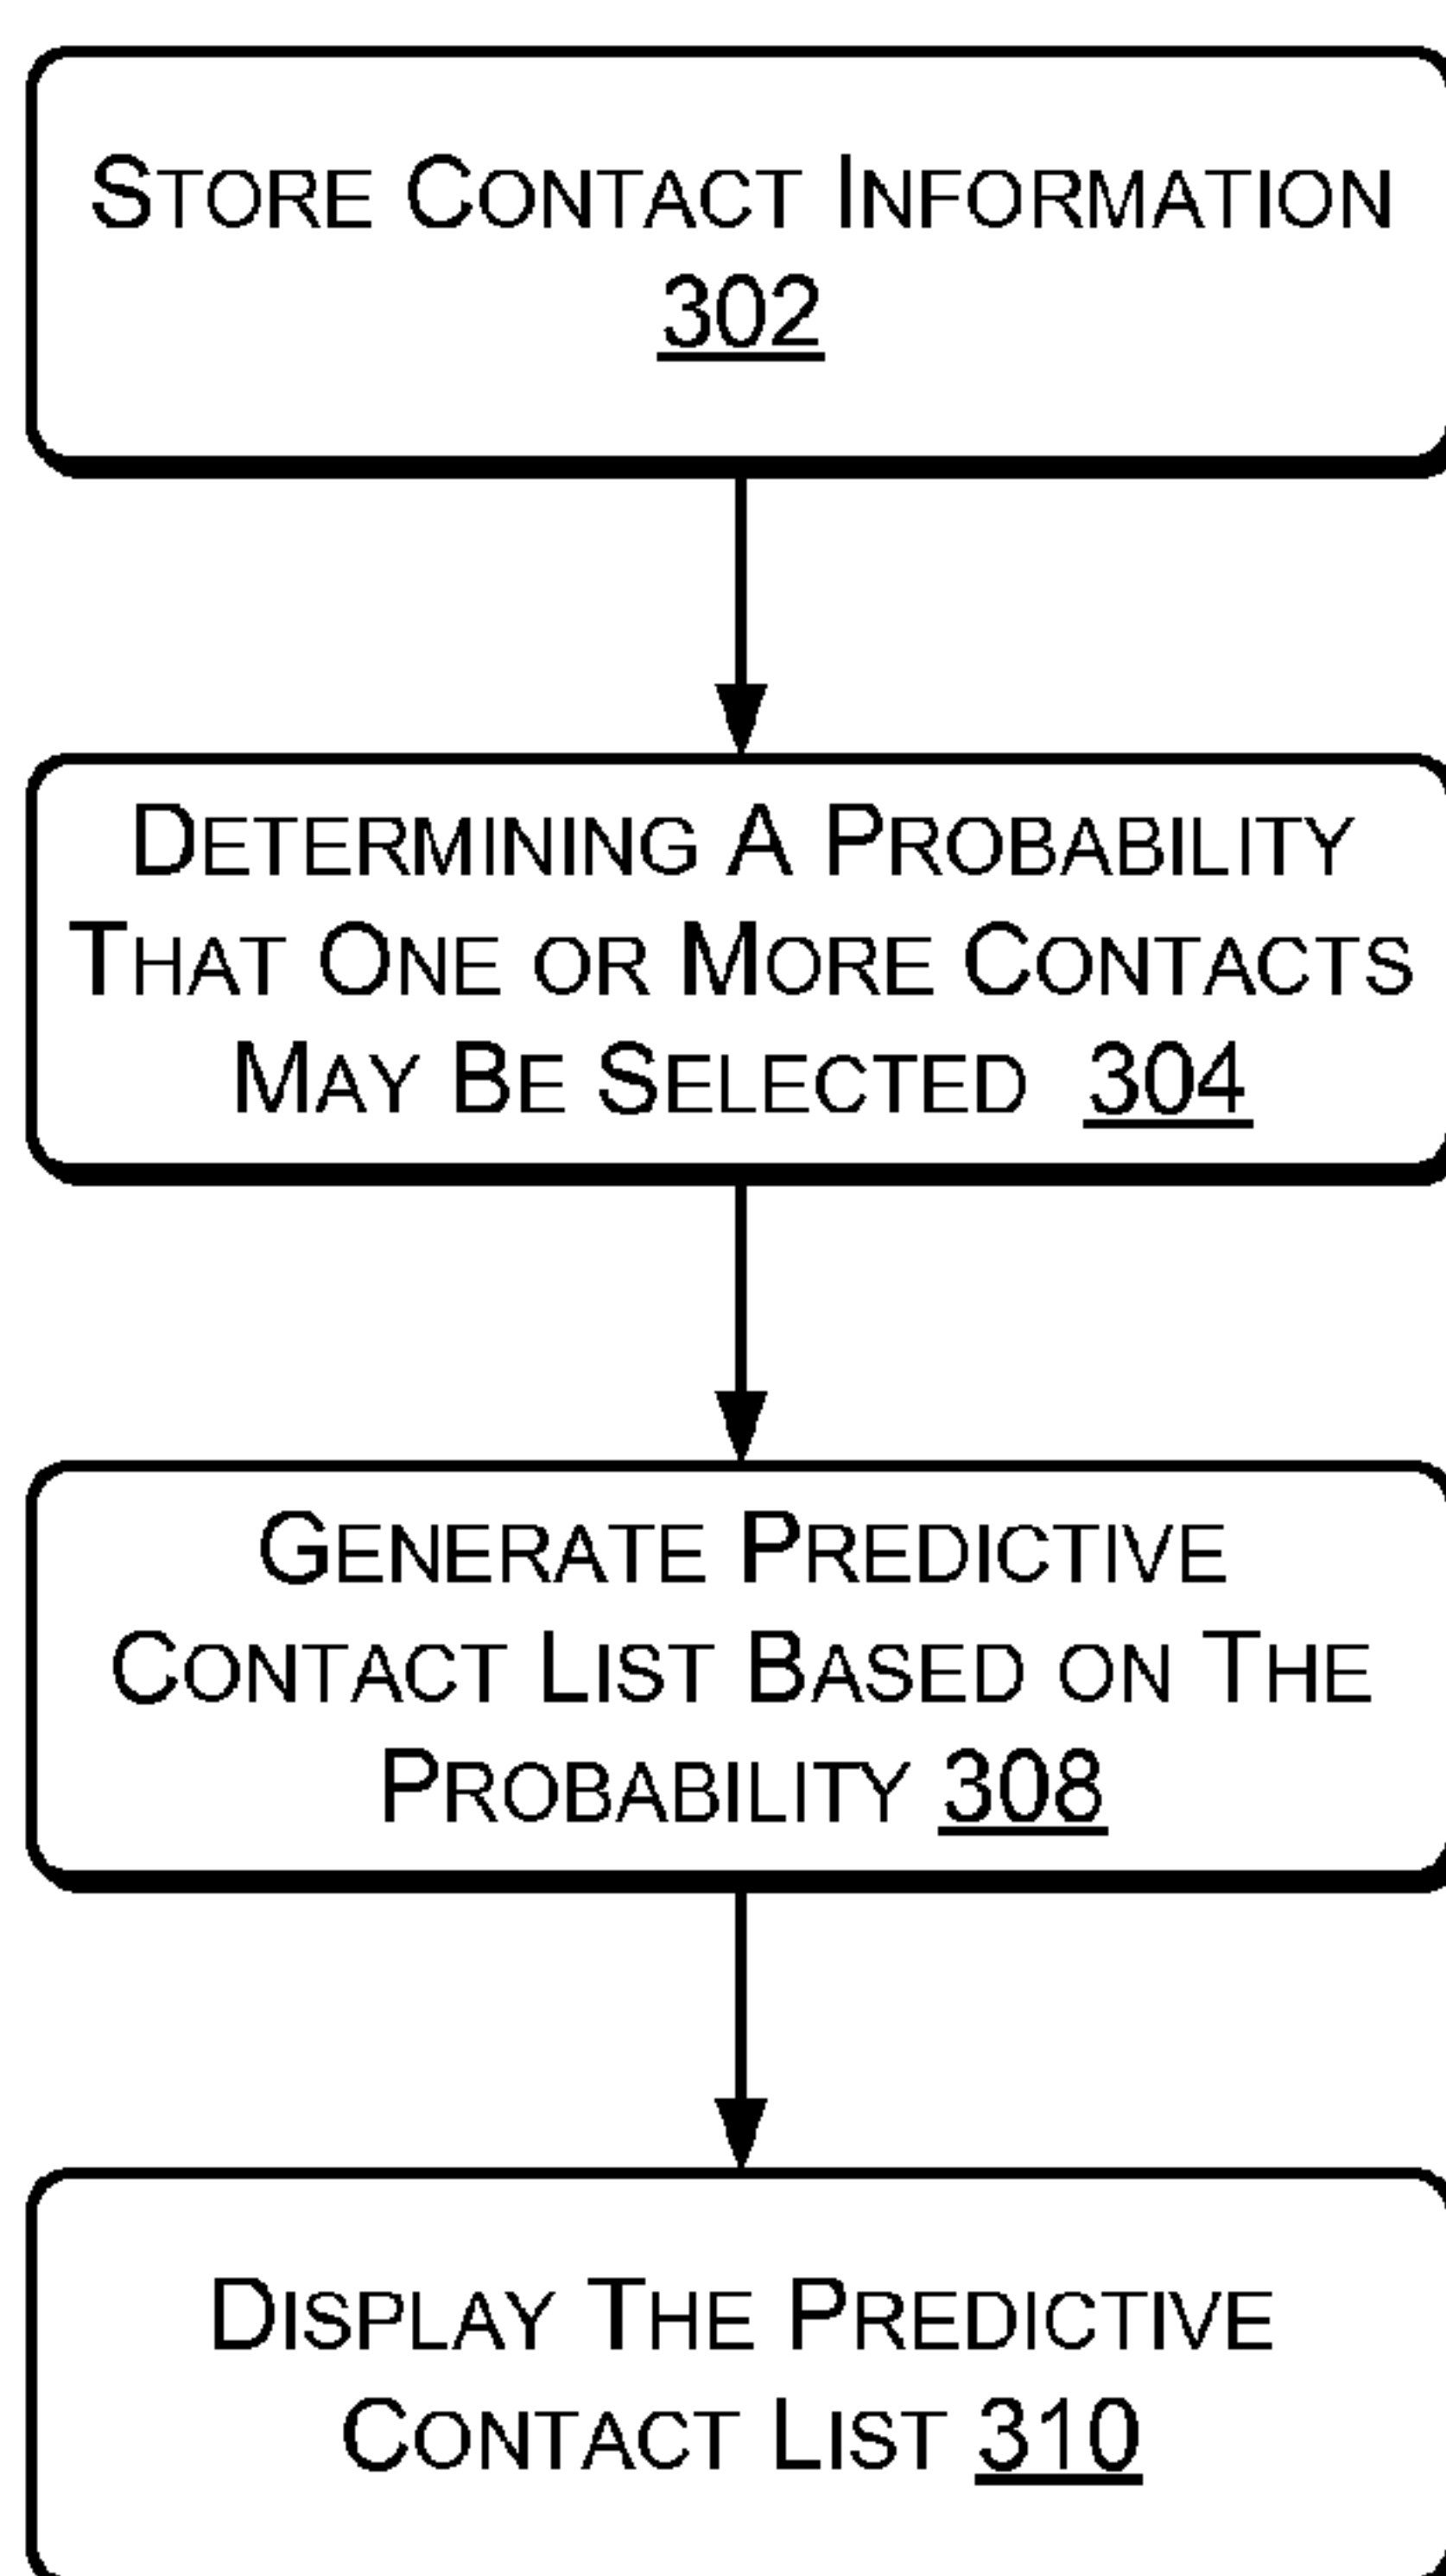 STORE CONTACT INFORMATION
302
DETERMINING A PROBABILITY
THAT ONE OR MORE CONTACTS
MAY BE SELECTED 304
GENERATE PREDICTIVE
CONTACT LIST BASED ON THE
PROBABILITY 308
DISPLAY THE PREDICTIVE
CONTACT LIST 310